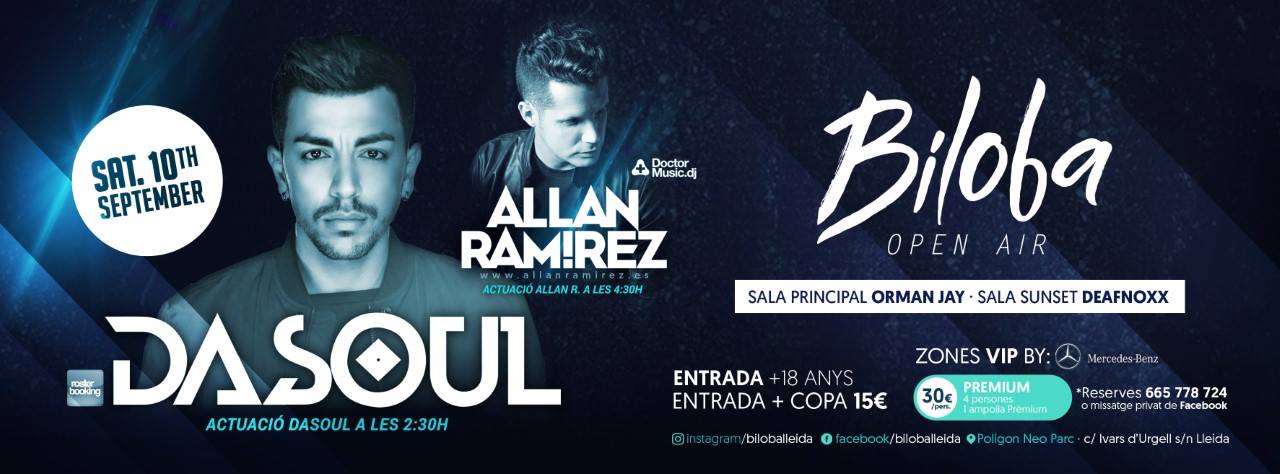 SAT. 10TH
SEPTEMBER
Doctor
Music.dj
ALLAN
RAM!REZ
www.allanramirez.es
ACTUACIÓ ALLAN R. A LES 4:30H
DASOUL
roster
booking
ACTUACIÓ DASOUL A LES 2:30H
Biloba
OPEN AIR
SALA PRINCIPAL ORMAN JAY · SALA SUNSET DEAFNOXX
ZONES VIP BY: Mercedes-Benz
ENTRADA +18 ANYS
ENTRADA + COPA 15€
30€
/pers.
PREMIUM
4 persones
1 ampolla Prèmium
*Reserves 665 778 724
o missatge privat de Facebook
instagram/biloballeida facebook/biloballeida Polígon Neo Parc · c/ Ivars d'Urgell s/n Lleida